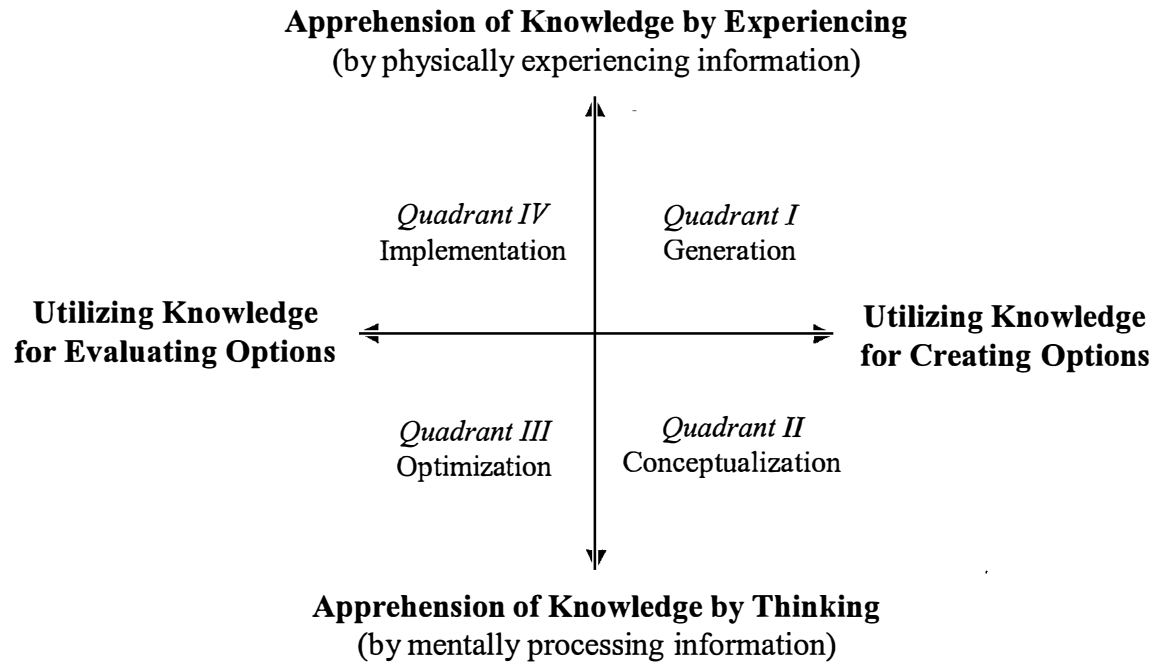 Apprehension of Knowledge by Experiencing
(by physically experiencing information)
Quadrant IV
Implementation
Quadrant I
Generation
Utilizing Knowledge
for Evaluating Options
Utilizing Knowledge
for Creating Options
Quadrant III
Optimization
Quadrant II
Conceptualization
Apprehension of Knowledge by Thinking
(by mentally processing information)